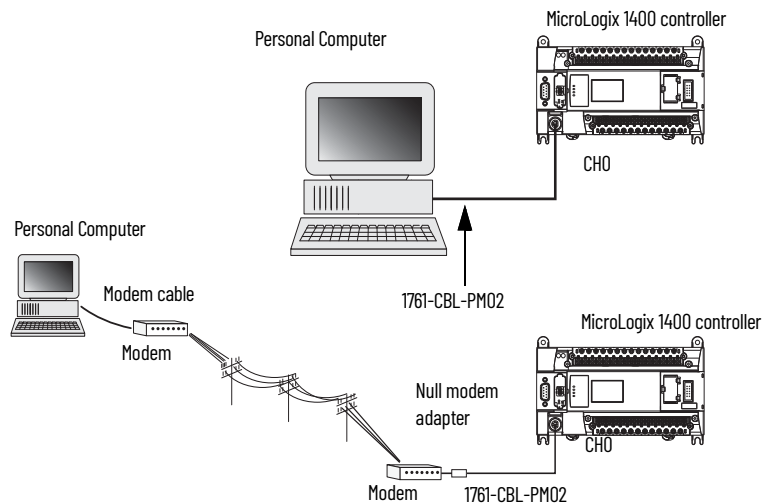 MicroLogix 1400 controller
Personal Computer
CH0
1761-CBL-PM02
Personal Computer
Modem cable
Modem
MicroLogix 1400 controller
Null modem
adapter
CH0
Modem
1761-CBL-PM02